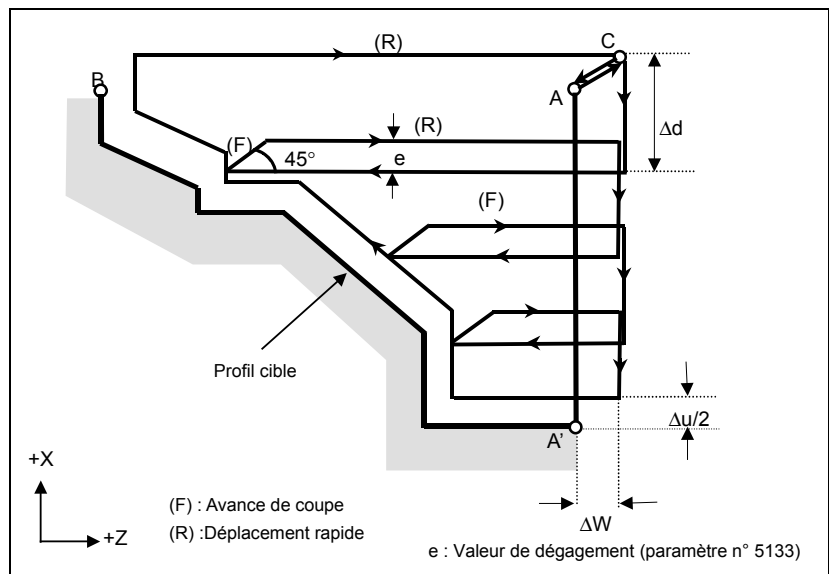 (R)
C
B
A
Δd
(F)
45°
(R)
e
(F)
Profil cible
Δu/2
A'
+X
+Z
(F) : Avance de coupe
(R) :Déplacement rapide
ΔW
e : Valeur de dégagement (paramètre n° 5133)